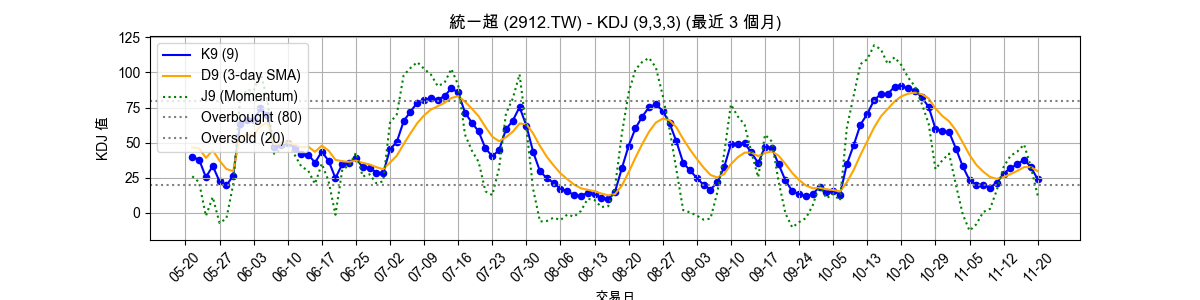 統一超 (2912.TW) - KDJ (9,3,3) (最近 3 個月)
KDJ 值
125
100
75
50
25
0
K9 (9)
D9 (3-day SMA)
J9 (Momentum)
Overbought (80)
Oversold (20)
05-20 05-27 06-03 06-10 06-17 06-25 07-02 07-09 07-16 07-23 07-30 08-06 08-13 08-20 08-27 09-03 09-10 09-17 09-24 10-05 10-13 10-20 10-29 11-05 11-12 11-20
交易日